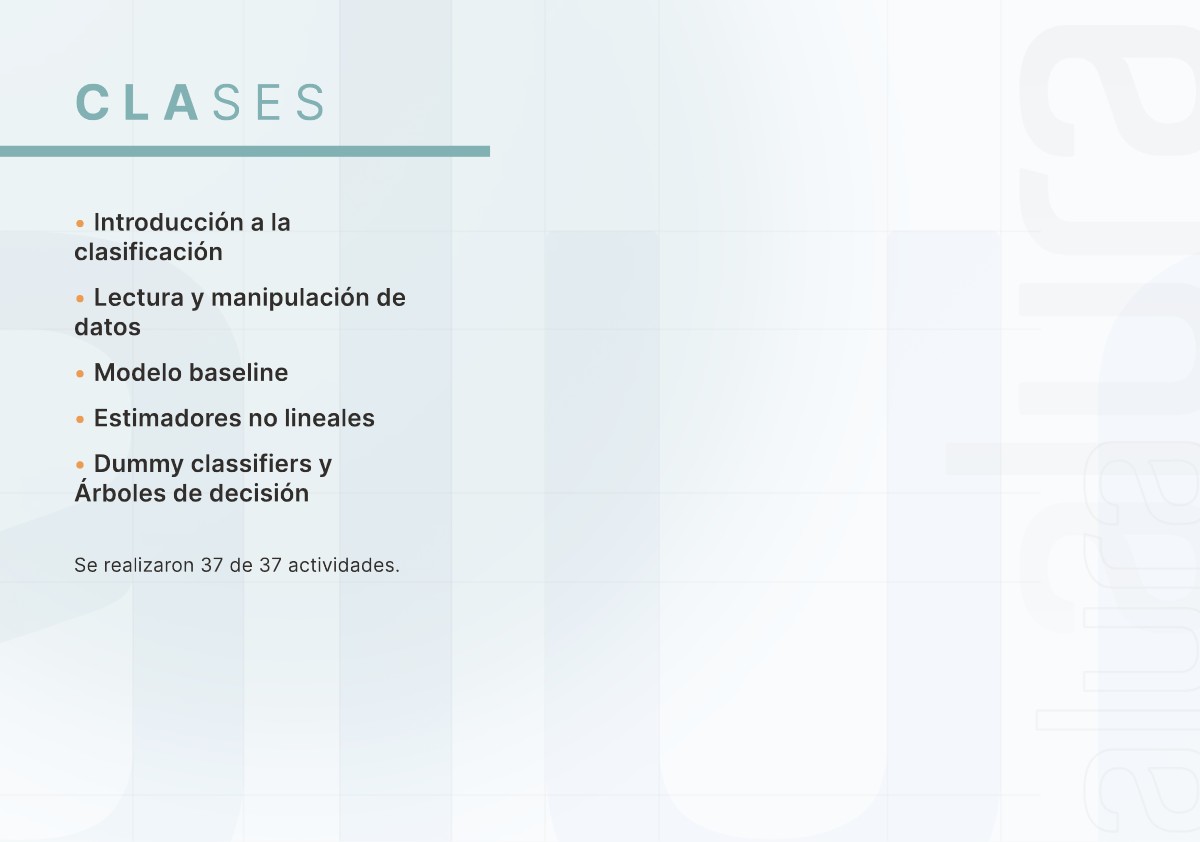 CLASES
• Introducción a la
clasificación
• Lectura y manipulación de
datos
• Modelo baseline
• Estimadores no lineales
• Dummy classifiers y
Árboles de decisión
Se realizaron 37 de 37 actividades.
alura
alura